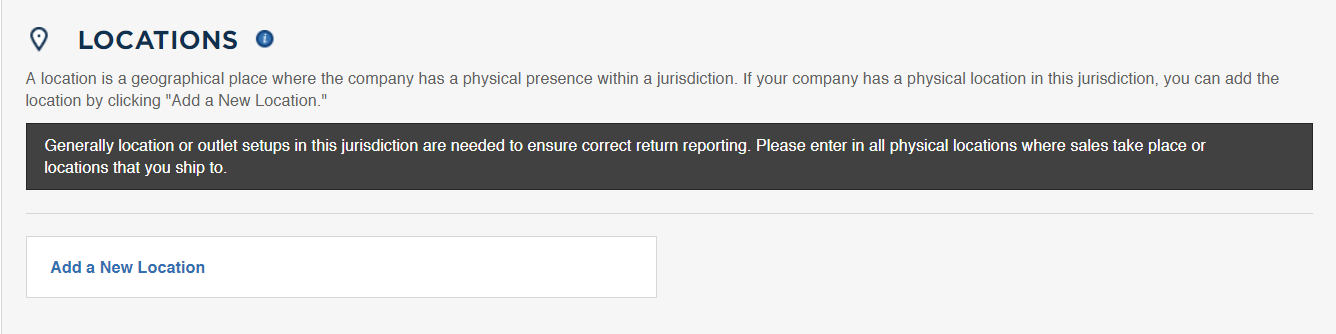 LOCATIONS i
A location is a geographical place where the company has a physical presence within a jurisdiction. If your company has a physical location in this jurisdiction, you can add the
location by clicking "Add a New Location."
Generally location or outlet setups in this jurisdiction are needed to ensure correct return reporting. Please enter in all physical locations where sales take place or
locations that you ship to.
Add a New Location